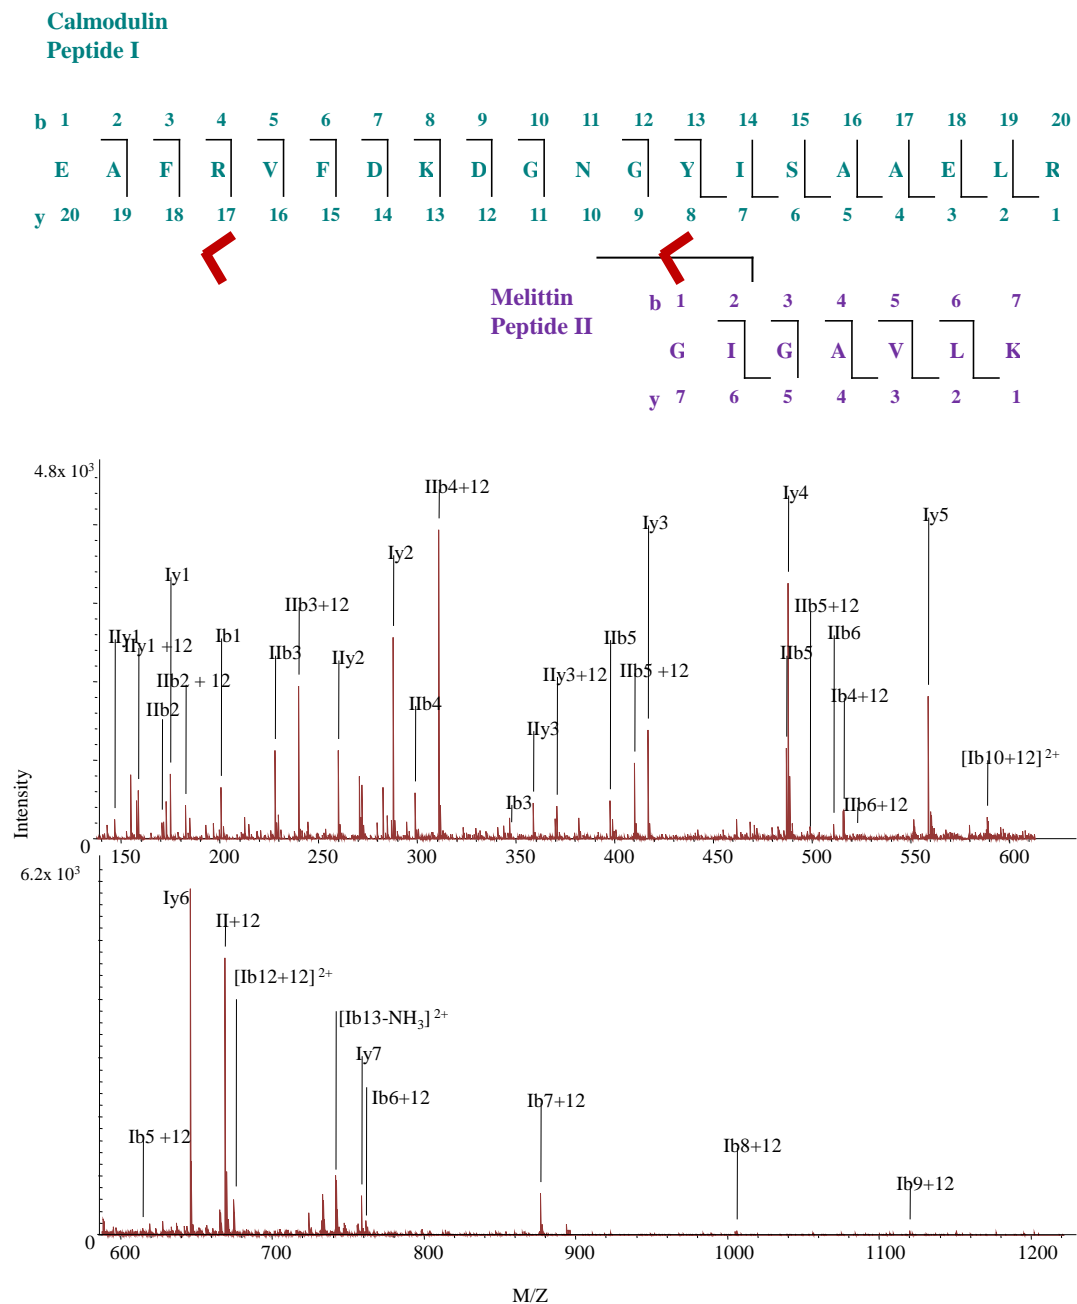 Calmodulin
Peptide I
b 1 2 3 4 5 6 7 8 9 10 11 12 13 14 15 16 17 18 19 20
E A F R V F D K D G N G Y I S A A E L R
y 20 19 18 17 16 15 14 13 12 11 10 9 8 7 6 5 4 3 2 1
Melittin
Peptide II
b 1 2 3 4 5 6 7
G I G A V L K
y 7 6 5 4 3 2 1
4.8x 10³
IIb4+12
Iy4
Iy5
Iy3
Iy2
Iy1
IIb3+12
IIb5+12
IIy1
IIy1 +12
Ib1
IIb3
IIy2
IIb5
IIb6
IIb5
IIb2 + 12
IIy3+12
IIb5 +12
Ib4+12
IIb2
IIb4
IIy3
[Ib10+12]²⁺
Ib3
IIb6+12
Intensity
0
150 200 250 300 350 400 450 500 550 600
6.2x 10³
Iy6
II+12
[Ib12+12]²⁺
[Ib13-NH₃]²⁺
Iy7
Ib6+12
Ib7+12
Ib5 +12
Ib8+12
Ib9+12
0
600 700 800 900 1000 1100 1200
M/Z